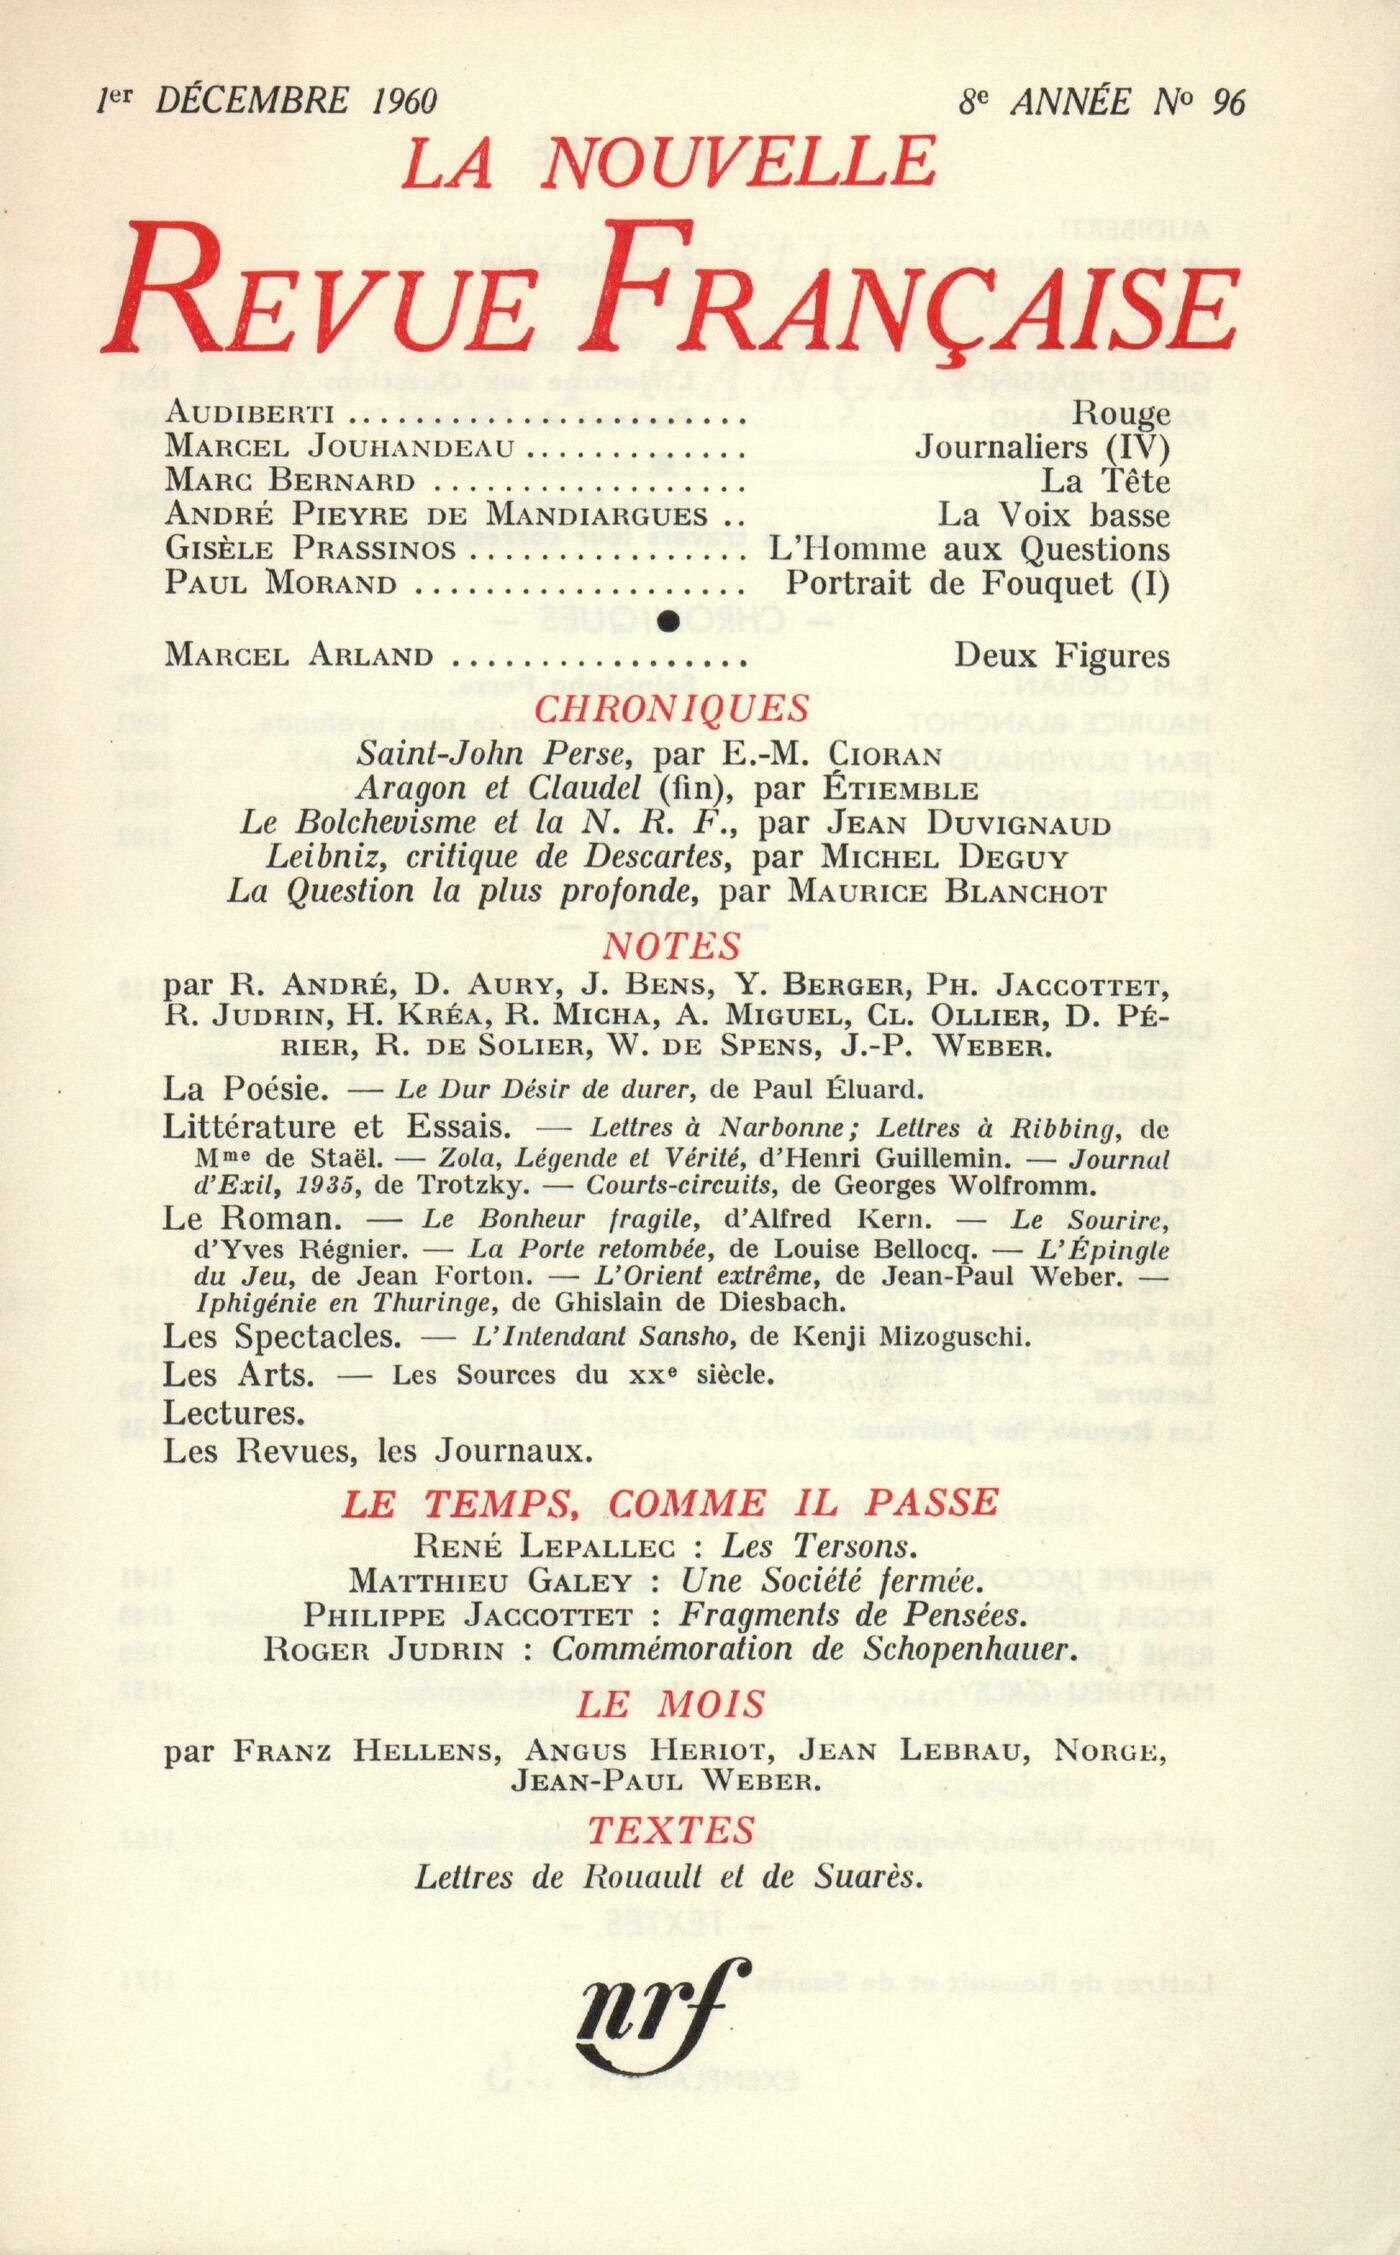 1er DÉCEMBRE 1960 8e ANNÉE No 96
LA NOUVELLE
REVUE FRANÇAISE
AUDIBERTI ........................ Rouge
MARCEL JOUHANDEAU ............. Journaliers (IV)
MARC BERNARD ................... La Tête
ANDRÉ PIEYRE DE MANDIARGUES .. La Voix basse
GISÈLE PRASSINOS ................. L'Homme aux Questions
PAUL MORAND .................... Portrait de Fouquet (I)
●
MARCEL ARLAND .................. Deux Figures
CHRONIQUES
Saint-John Perse, par E.-M. CIORAN
Aragon et Claudel (fin), par ÉTIEMBLE
Le Bolchevisme et la N. R. F., par JEAN DUVIGNAUD
Leibniz, critique de Descartes, par MICHEL DEGUY
La Question la plus profonde, par MAURICE BLANCHOT
NOTES
par R. ANDRÉ, D. AURY, J. BENS, Y. BERGER, PH. JACCOTTET,
R. JUDRIN, H. KRÉA, R. MICHA, A. MIGUEL, CL. OLLIER, D. PÉ-
RIER, R. DE SOLIER, W. DE SPENS, J.-P. WEBER.
La Poésie. — Le Dur Désir de durer, de Paul Éluard.
Littérature et Essais. — Lettres à Narbonne; Lettres à Ribbing, de
Mme de Staël. — Zola, Légende et Vérité, d'Henri Guillemin. — Journal
d'Exil, 1935, de Trotzky. — Courts-circuits, de Georges Wolfromm.
Le Roman. — Le Bonheur fragile, d'Alfred Kern. — Le Sourire,
d'Yves Régnier. — La Porte retombée, de Louise Bellocq. — L'Épingle
du Jeu, de Jean Forton. — L'Orient extrême, de Jean-Paul Weber. —
Iphigénie en Thuringe, de Ghislain de Diesbach.
Les Spectacles. — L'Intendant Sansho, de Kenji Mizoguschi.
Les Arts. — Les Sources du XXe siècle.
Lectures.
Les Revues, les Journaux.
LE TEMPS, COMME IL PASSE
RENÉ LEPALLEC : Les Tersons.
MATTHIEU GALEY : Une Société fermée.
PHILIPPE JACCOTTET : Fragments de Pensées.
ROGER JUDRIN : Commémoration de Schopenhauer.
LE MOIS
par FRANZ HELLENS, ANGUS HERIOT, JEAN LEBRAU, NORGE,
JEAN-PAUL WEBER.
TEXTES
Lettres de Rouault et de Suarès.
nrf